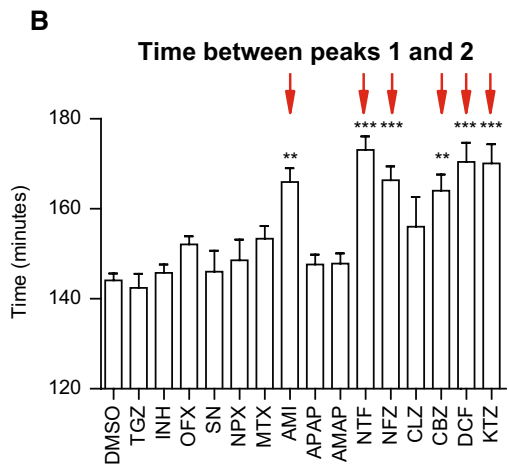 B
Time between peaks 1 and 2
*** *** *** ***
** **
180
160
140
120
Time (minutes)
DMSO
TGZ
INH
OFX
SN
NPX
MTX
AMI
APAP
AMAP
NTF
NFZ
CLZ
CBZ
DCF
KTZ